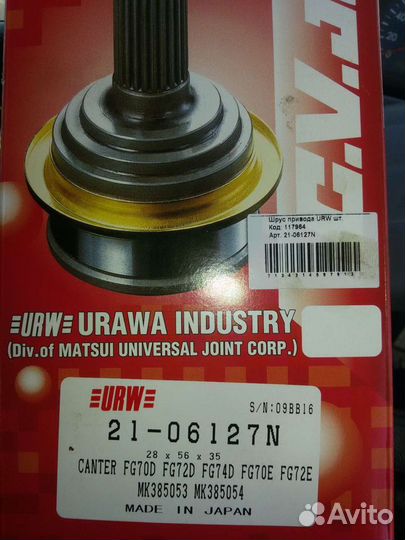 C.V.J
Шрус привода URW шт.
Код: 117964
Арт. 21-06127N
URW URAWA INDUSTRY
(Div.of MATSUI UNIVERSAL JOINT CORP.)
URW
S/N:09BB16
21-06127N
28 x 56 x 35
CANTER FG70D FG72D FG74D FG70E FG72E
MK385053 MK385054
MADE IN JAPAN
Avito